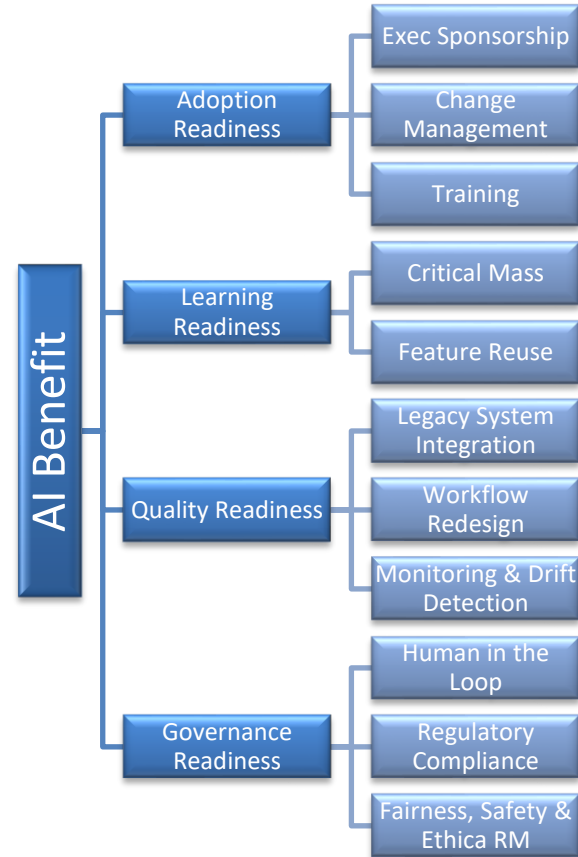 AI Benefit
Adoption
Readiness
Exec Sponsorship
Change
Management
Training
Learning
Readiness
Critical Mass
Feature Reuse
Quality Readiness
Legacy System
Integration
Workflow
Redesign
Monitoring & Drift
Detection
Governance
Readiness
Human in the
Loop
Regulatory
Compliance
Fairness, Safety &
Ethica RM